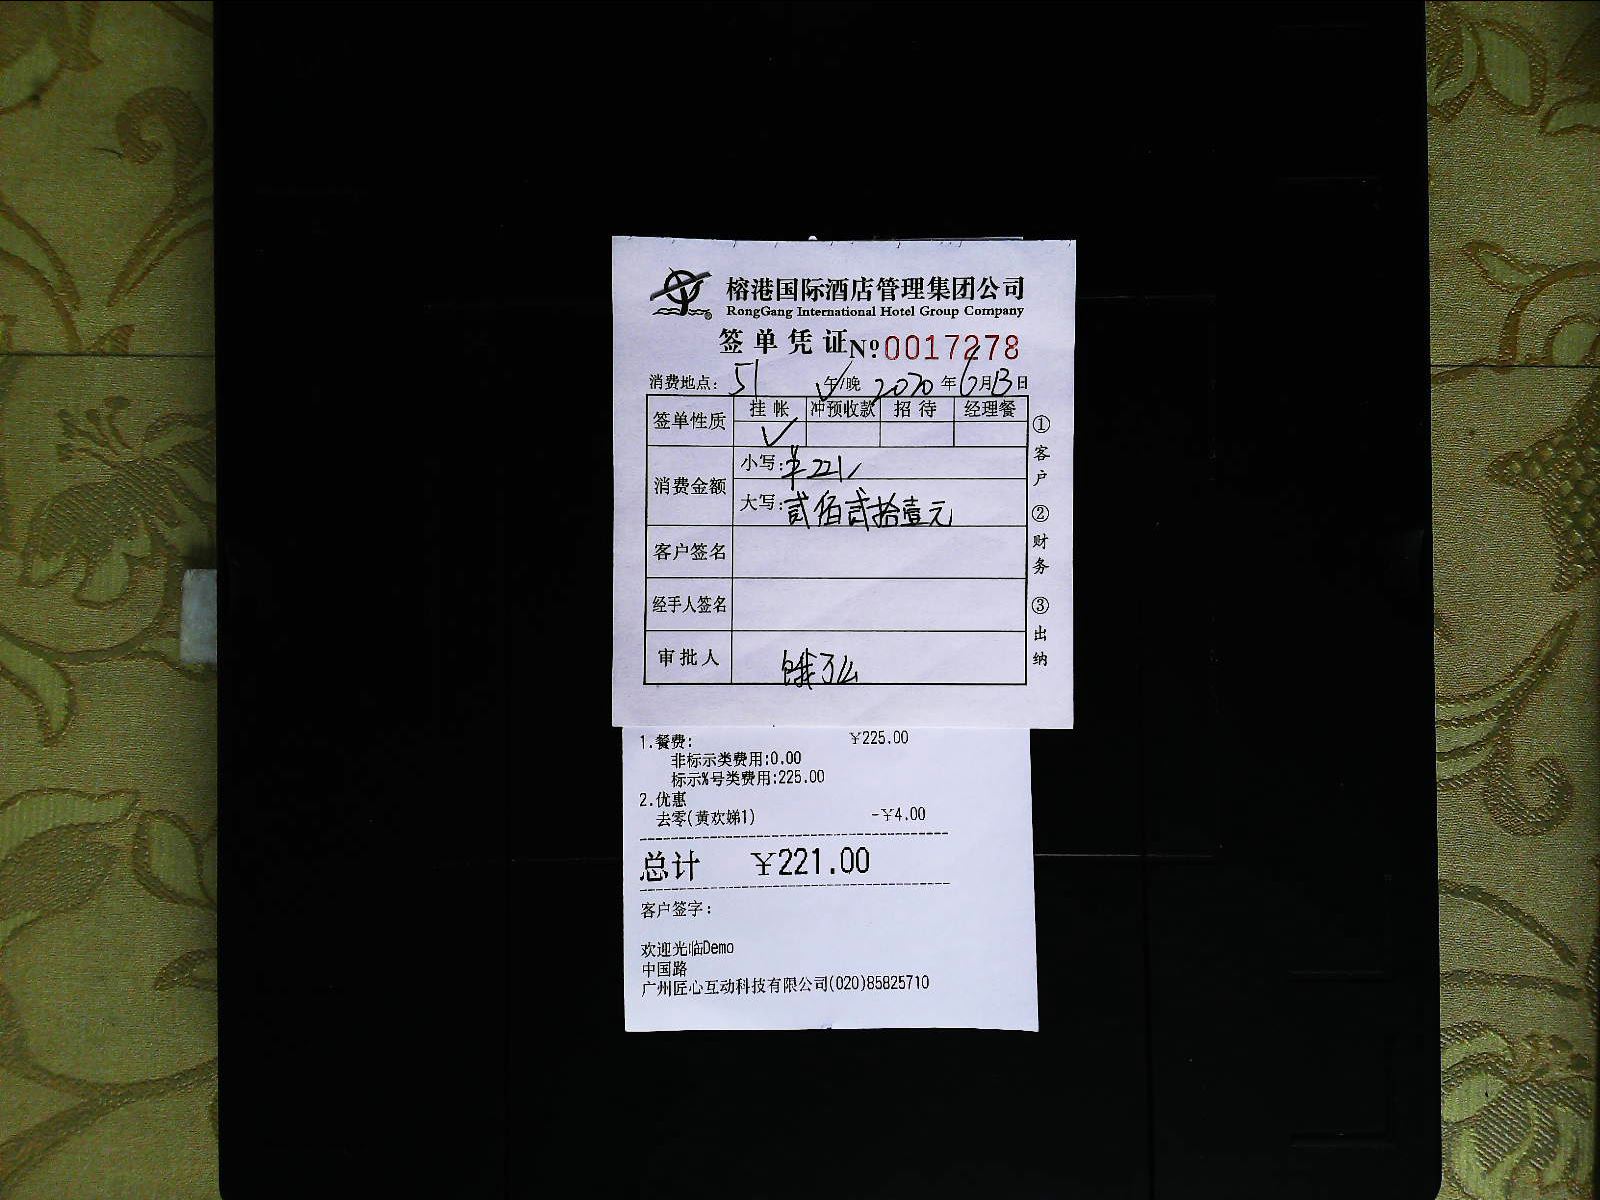 榕港国际酒店管理集团公司
RongGang International Hotel Group Company
签单凭证 Nº 0017278
消费地点: 51 午/晚 2020年6月13日
签单性质 挂帐 冲预收款 招待 经理餐
✓
消费金额 小写:¥221/
大写:贰佰贰拾壹元
客户签名
经手人签名
审批人 饿了么
①客户 ②财务 ③出纳
1.餐费: ¥225.00
非标示类费用:0.00
标示%号类费用:225.00
2.优惠
去零(黄欢娣1) -¥4.00
总计 ¥221.00
客户签字:
欢迎光临Demo
中国路
广州匠心互动科技有限公司(020)85825710